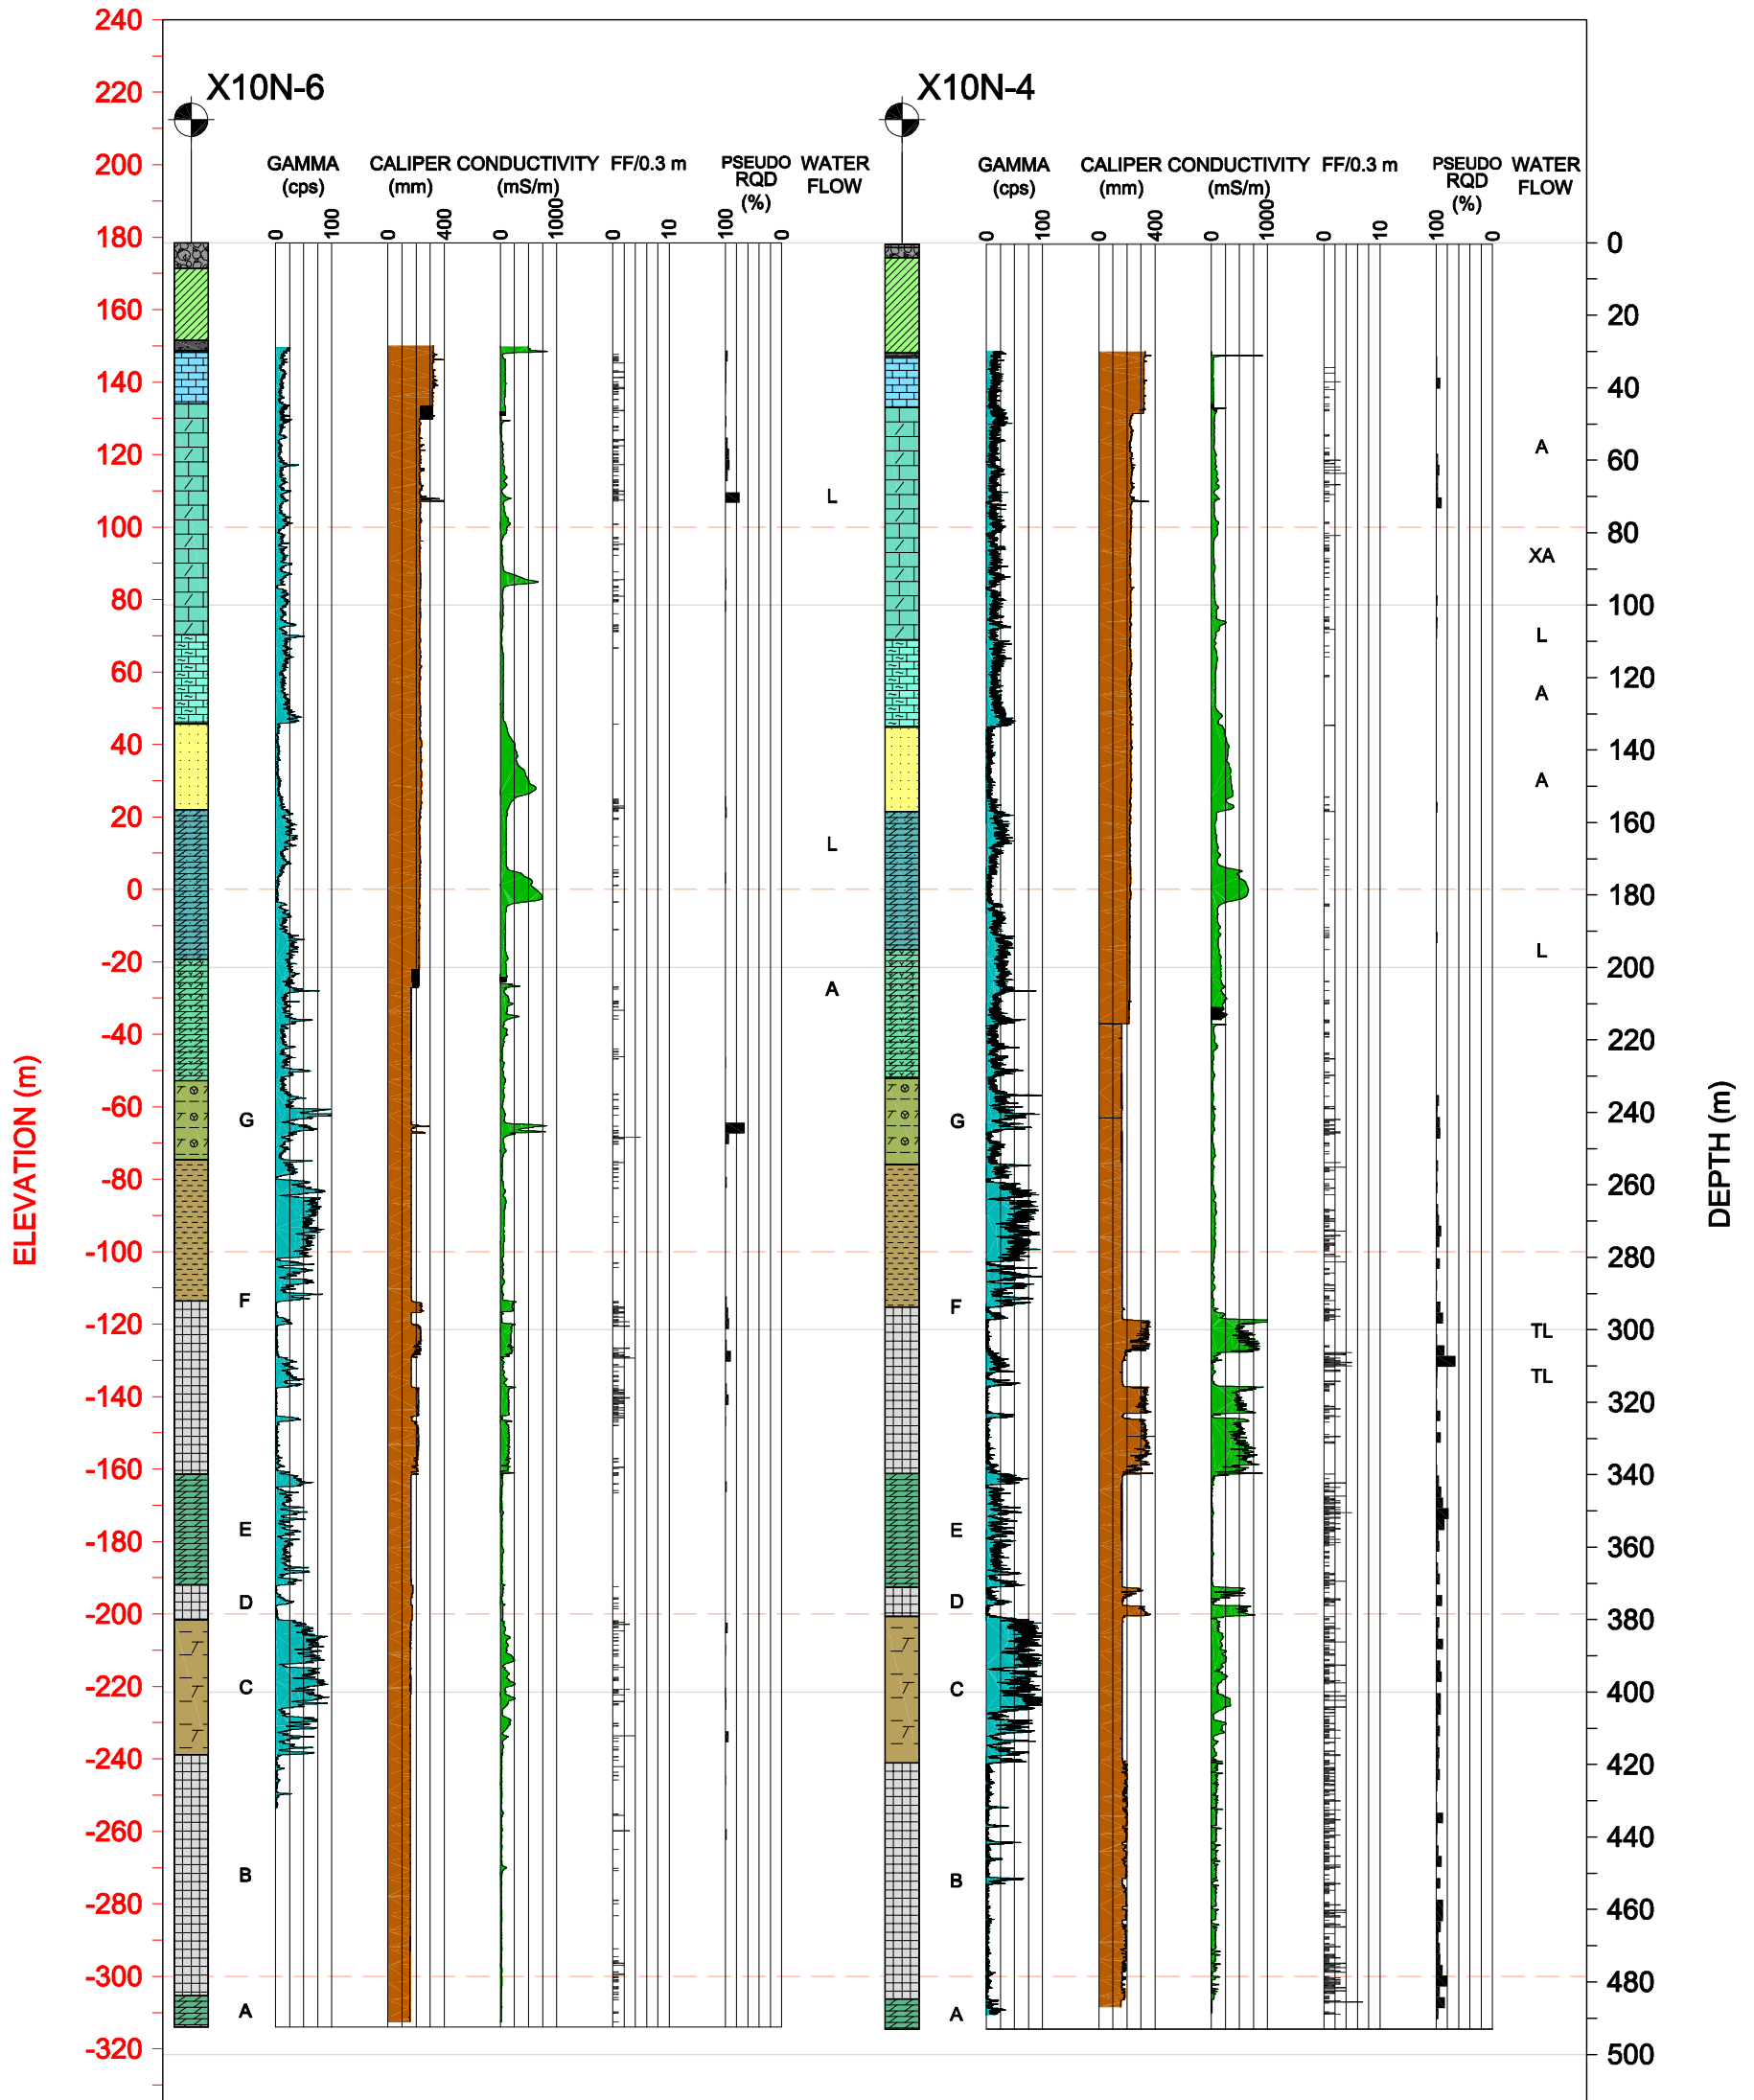 X10N-6
X10N-4
GAMMA
(cps)
CALIPER
(mm)
CONDUCTIVITY
(mS/m)
FF/0.3 m
PSEUDO
RQD
(%)
WATER
FLOW
GAMMA
(cps)
CALIPER
(mm)
CONDUCTIVITY
(mS/m)
FF/0.3 m
PSEUDO
RQD
(%)
WATER
FLOW
0
100
0
400
0
1000
0
10
100
0
0
100
0
400
0
1000
0
10
100
0
ELEVATION (m)
240
220
200
180
160
140
120
100
80
60
40
20
0
-20
-40
-60
-80
-100
-120
-140
-160
-180
-200
-220
-240
-260
-280
-300
-320
G
F
E
D
C
B
A
L
L
A
G
F
E
D
C
B
A
A
XA
L
A
A
L
TL
TL
0
20
40
60
80
100
120
140
160
180
200
220
240
260
280
300
320
340
360
380
400
420
440
460
480
500
DEPTH (m)